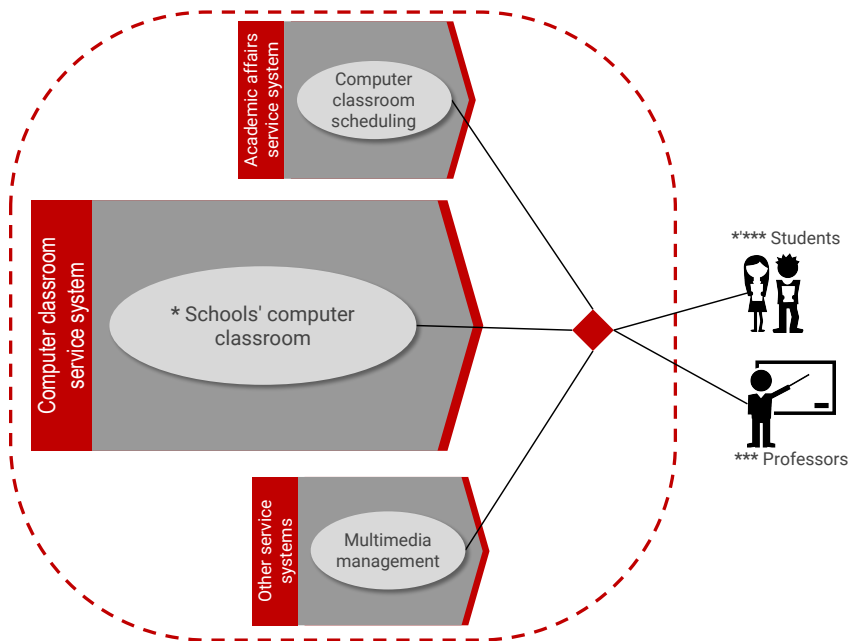 Academic affairs
service system
Computer
classroom
scheduling
Computer classroom
service system
* Schools' computer
classroom
*'*** Students
*** Professors
Other service
systems
Multimedia
management